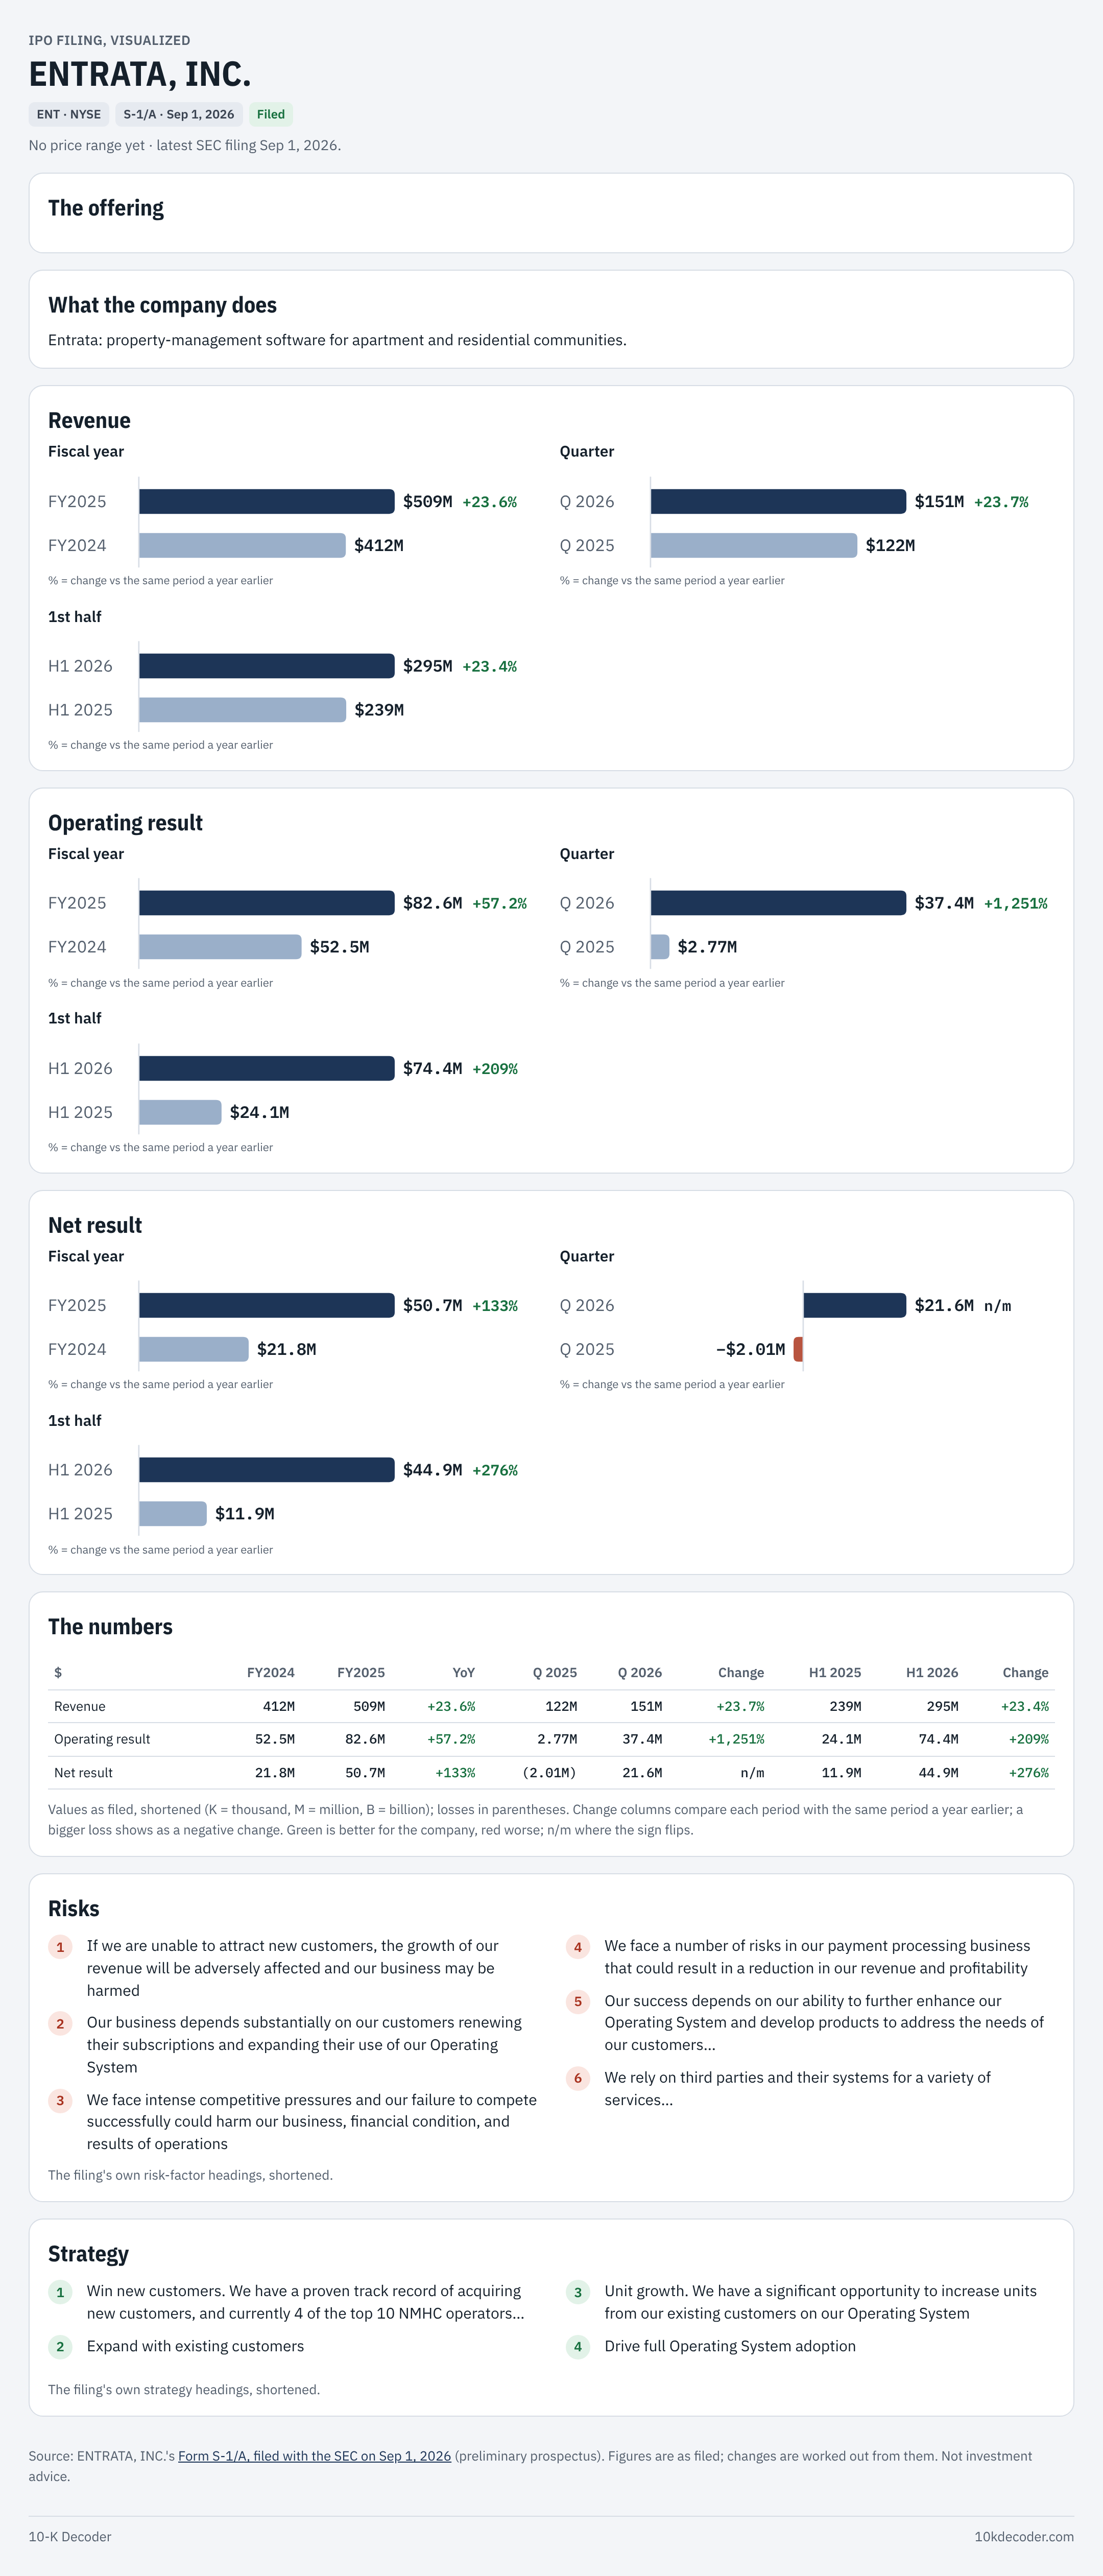 IPO FILING, VISUALIZED
ENTRATA, INC.
ENT · NYSE S-1/A · Sep 1, 2026 Filed
No price range yet · latest SEC filing Sep 1, 2026.
The offering
What the company does
Entrata: property-management software for apartment and residential communities.
Revenue
Fiscal year
FY2025 $509M +23.6%
FY2024 $412M
% = change vs the same period a year earlier
Quarter
Q 2026 $151M +23.7%
Q 2025 $122M
% = change vs the same period a year earlier
1st half
H1 2026 $295M +23.4%
H1 2025 $239M
% = change vs the same period a year earlier
Operating result
Fiscal year
FY2025 $82.6M +57.2%
FY2024 $52.5M
% = change vs the same period a year earlier
Quarter
Q 2026 $37.4M +1,251%
Q 2025 $2.77M
% = change vs the same period a year earlier
1st half
H1 2026 $74.4M +209%
H1 2025 $24.1M
% = change vs the same period a year earlier
Net result
Fiscal year
FY2025 $50.7M +133%
FY2024 $21.8M
% = change vs the same period a year earlier
Quarter
Q 2026 $21.6M n/m
Q 2025 −$2.01M
% = change vs the same period a year earlier
1st half
H1 2026 $44.9M +276%
H1 2025 $11.9M
% = change vs the same period a year earlier
The numbers
$ FY2024 FY2025 YoY Q 2025 Q 2026 Change H1 2025 H1 2026 Change
Revenue 412M 509M +23.6% 122M 151M +23.7% 239M 295M +23.4%
Operating result 52.5M 82.6M +57.2% 2.77M 37.4M +1,251% 24.1M 74.4M +209%
Net result 21.8M 50.7M +133% (2.01M) 21.6M n/m 11.9M 44.9M +276%
Values as filed, shortened (K = thousand, M = million, B = billion); losses in parentheses. Change columns compare each period with the same period a year earlier; a
bigger loss shows as a negative change. Green is better for the company, red worse; n/m where the sign flips.
Risks
1 If we are unable to attract new customers, the growth of our
revenue will be adversely affected and our business may be
harmed
2 Our business depends substantially on our customers renewing
their subscriptions and expanding their use of our Operating
System
3 We face intense competitive pressures and our failure to compete
successfully could harm our business, financial condition, and
results of operations
4 We face a number of risks in our payment processing business
that could result in a reduction in our revenue and profitability
5 Our success depends on our ability to further enhance our
Operating System and develop products to address the needs of
our customers…
6 We rely on third parties and their systems for a variety of
services…
The filing's own risk-factor headings, shortened.
Strategy
1 Win new customers. We have a proven track record of acquiring
new customers, and currently 4 of the top 10 NMHC operators…
2 Expand with existing customers
3 Unit growth. We have a significant opportunity to increase units
from our existing customers on our Operating System
4 Drive full Operating System adoption
The filing's own strategy headings, shortened.
Source: ENTRATA, INC.'s Form S-1/A, filed with the SEC on Sep 1, 2026 (preliminary prospectus). Figures are as filed; changes are worked out from them. Not investment
advice.
10-K Decoder 10kdecoder.com